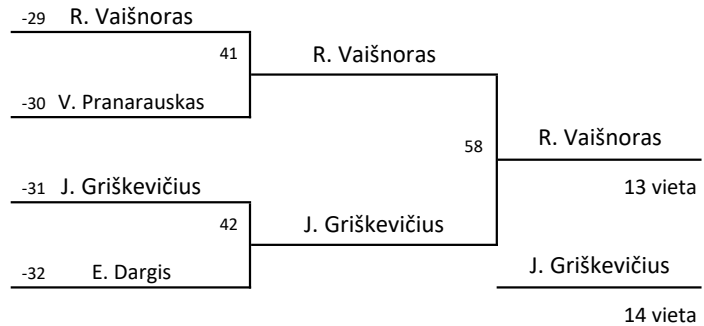 -29 R. Vaišnoras
41 R. Vaišnoras
-30 V. Pranarauskas
58 R. Vaišnoras
13 vieta
-31 J. Griškevičius
42 J. Griškevičius
-32 E. Dargis
J. Griškevičius
14 vieta